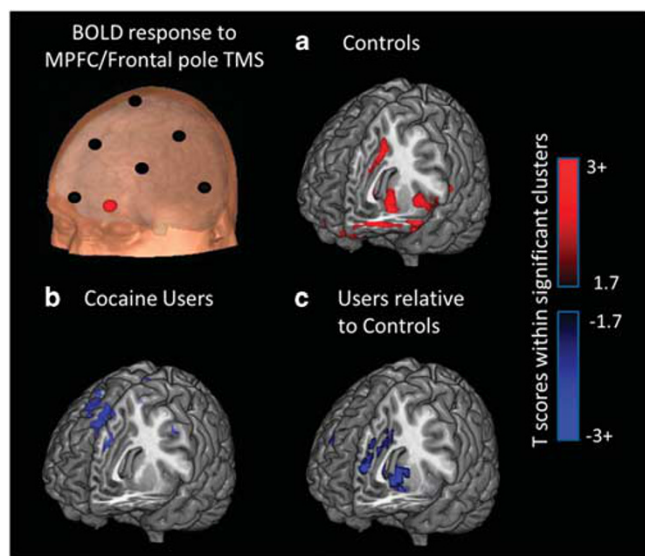 BOLD response to
MPFC/Frontal pole TMS
a Controls
b Cocaine Users
c Users relative
to Controls
T scores within significant clusters
3+
1.7
-1.7
-3+